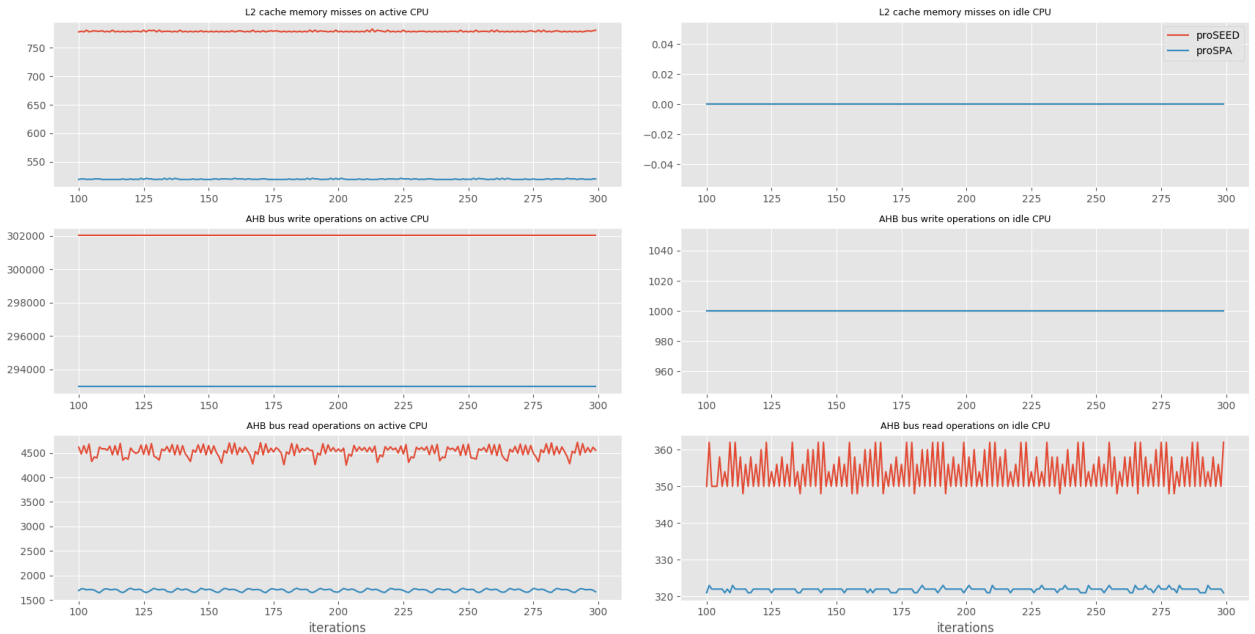 L2 cache memory misses on active CPU
750
700
650
600
550
100 125 150 175 200 225 250 275 300
L2 cache memory misses on idle CPU
proSEED
proSPA
0.04
0.02
0.00
−0.02
−0.04
100 125 150 175 200 225 250 275 300
AHB bus write operations on active CPU
302000
300000
298000
296000
294000
100 125 150 175 200 225 250 275 300
AHB bus write operations on idle CPU
1040
1020
1000
980
960
100 125 150 175 200 225 250 275 300
AHB bus read operations on active CPU
4500
4000
3500
3000
2500
2000
1500
100 125 150 175 200 225 250 275 300
iterations
AHB bus read operations on idle CPU
360
350
340
330
320
100 125 150 175 200 225 250 275 300
iterations